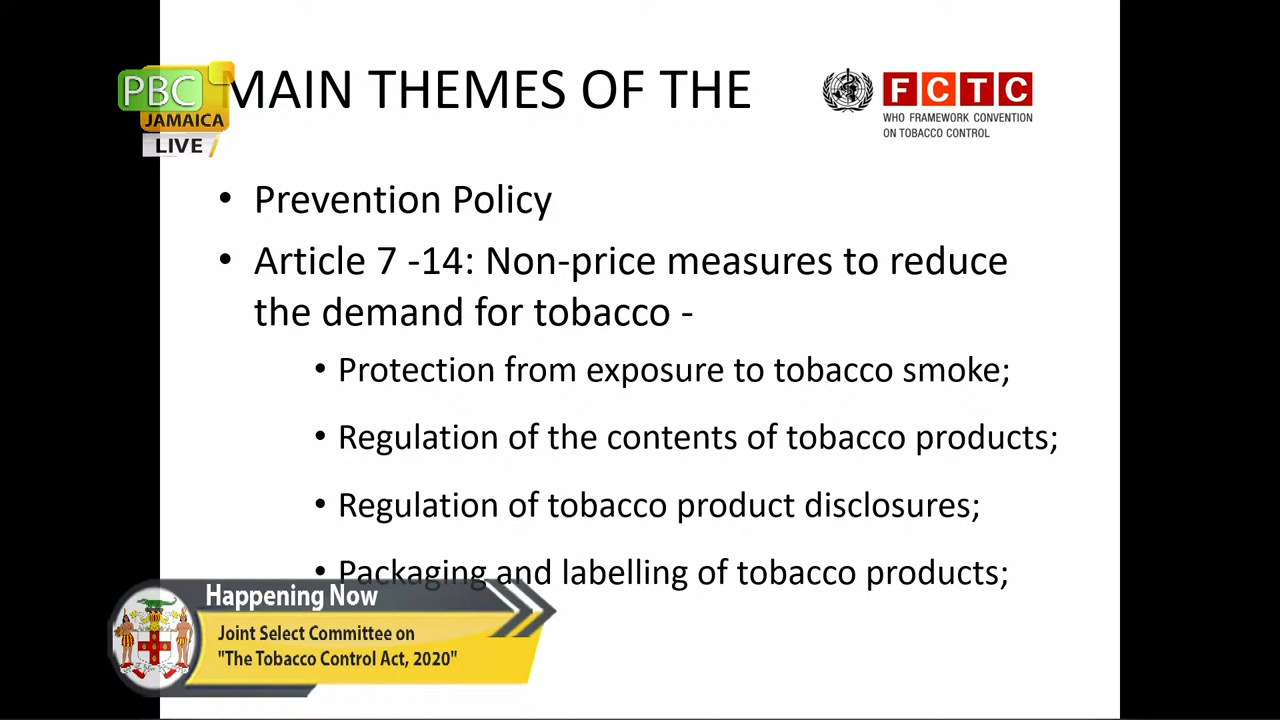 PBC
JAMAICA
LIVE
MAIN THEMES OF THE
FCTC
WHO FRAMEWORK CONVENTION
ON TOBACCO CONTROL
• Prevention Policy
• Article 7 -14: Non-price measures to reduce
the demand for tobacco -
• Protection from exposure to tobacco smoke;
• Regulation of the contents of tobacco products;
• Regulation of tobacco product disclosures;
• Packaging and labelling of tobacco products;
Happening Now
Joint Select Committee on
"The Tobacco Control Act, 2020"